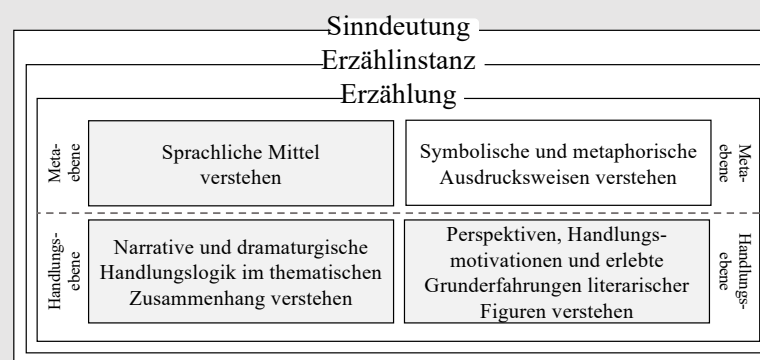 Sinndeutung
Erzählinstanz
Erzählung
Meta-
ebene
Sprachliche Mittel
verstehen
Symbolische und metaphorische
Ausdrucksweisen verstehen
Meta-
ebene
Handlungs-
ebene
Narrative und dramaturgische
Handlungslogik im thematischen
Zusammenhang verstehen
Perspektiven, Handlungs-
motivationen und erlebte
Grunderfahrungen literarischer
Figuren verstehen
Handlungs-
ebene